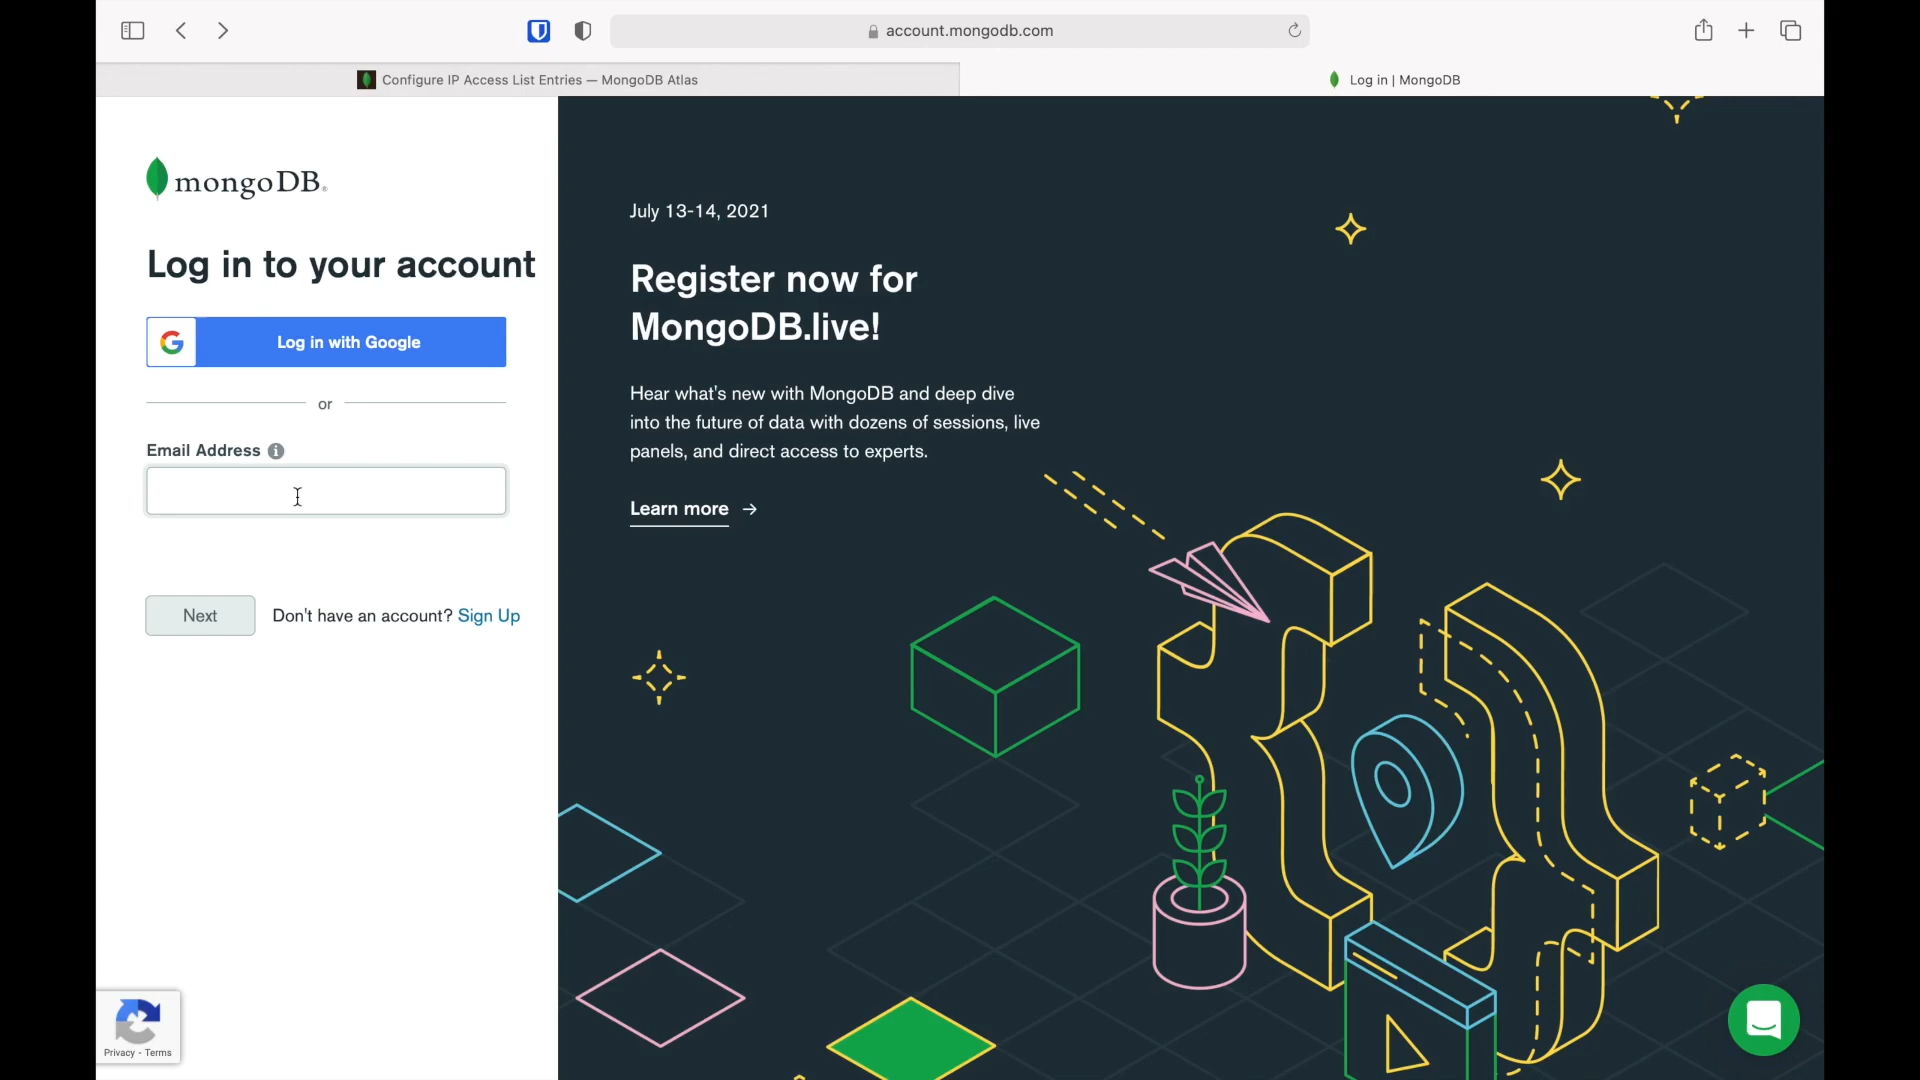 account.mongodb.com
Configure IP Access List Entries — MongoDB Atlas
Log in | MongoDB
mongoDB®
Log in to your account
Log in with Google
or
Email Address
Next
Don't have an account? Sign Up
Privacy - Terms
July 13-14, 2021
Register now for
MongoDB.live!
Hear what's new with MongoDB and deep dive
into the future of data with dozens of sessions, live
panels, and direct access to experts.
Learn more →